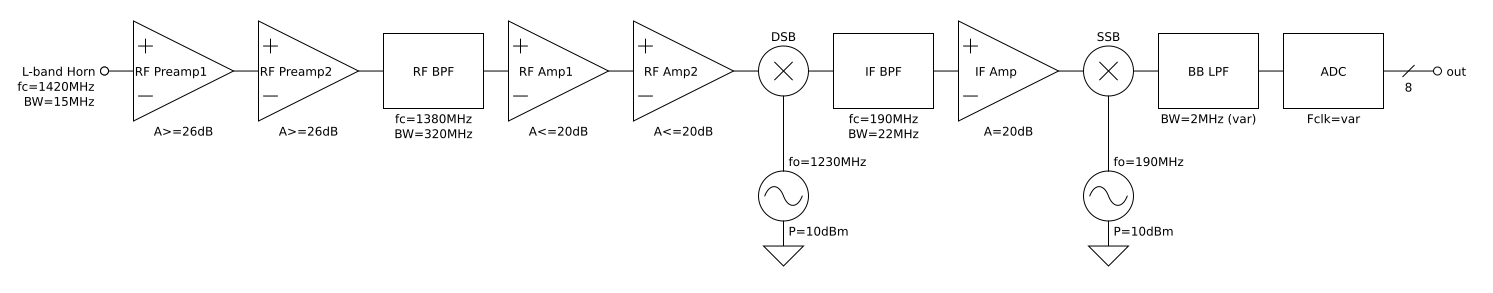 L-band Horn
fc=1420MHz
BW=15MHz
+
RF Preamp1
—
A>=26dB
+
RF Preamp2
—
A>=26dB
RF BPF
fc=1380MHz
BW=320MHz
+
RF Amp1
—
A<=20dB
+
RF Amp2
—
A<=20dB
DSB
fo=1230MHz
P=10dBm
IF BPF
fc=190MHz
BW=22MHz
+
IF Amp
—
A=20dB
SSB
fo=190MHz
P=10dBm
BB LPF
BW=2MHz (var)
ADC
Fclk=var
8
out